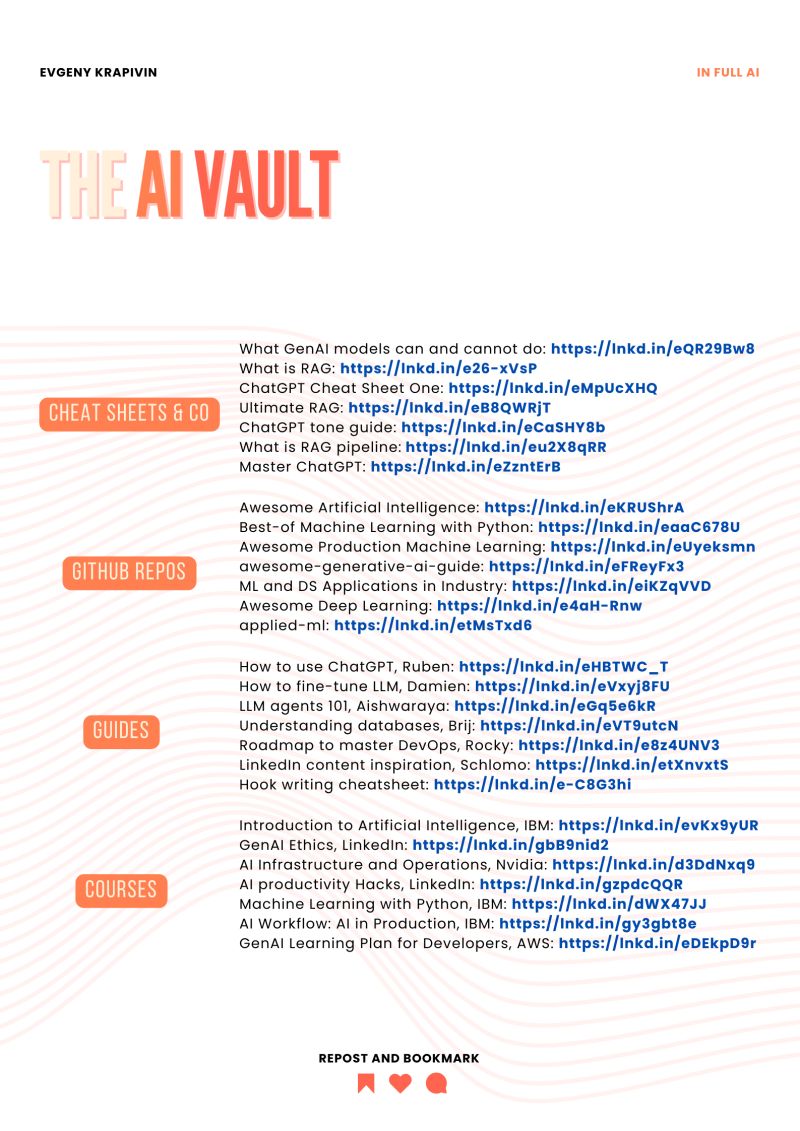 EVGENY KRAPIVIN
IN FULL AI
THE AI VAULT
CHEAT SHEETS & CO
What GenAI models can and cannot do: https://lnkd.in/eQR29Bw8
What is RAG: https://lnkd.in/e26-xVsP
ChatGPT Cheat Sheet One: https://lnkd.in/eMpUcXHQ
Ultimate RAG: https://lnkd.in/eB8QWRjT
ChatGPT tone guide: https://lnkd.in/eCaSHY8b
What is RAG pipeline: https://lnkd.in/eu2X8qRR
Master ChatGPT: https://lnkd.in/eZzntErB
GITHUB REPOS
Awesome Artificial Intelligence: https://lnkd.in/eKRUShrA
Best-of Machine Learning with Python: https://lnkd.in/eaaC678U
Awesome Production Machine Learning: https://lnkd.in/eUyeksmn
awesome-generative-ai-guide: https://lnkd.in/eFReyFx3
ML and DS Applications in Industry: https://lnkd.in/eiKZqVVD
Awesome Deep Learning: https://lnkd.in/e4aH-Rnw
applied-ml: https://lnkd.in/etMsTxd6
GUIDES
How to use ChatGPT, Ruben: https://lnkd.in/eHBTWC_T
How to fine-tune LLM, Damien: https://lnkd.in/eVxyj8FU
LLM agents 101, Aishwaraya: https://lnkd.in/eGq5e6kR
Understanding databases, Brij: https://lnkd.in/eVT9utcN
Roadmap to master DevOps, Rocky: https://lnkd.in/e8z4UNV3
LinkedIn content inspiration, Schlomo: https://lnkd.in/etXnvxtS
Hook writing cheatsheet: https://lnkd.in/e-C8G3hi
COURSES
Introduction to Artificial Intelligence, IBM: https://lnkd.in/evKx9yUR
GenAI Ethics, LinkedIn: https://lnkd.in/gbB9nid2
AI Infrastructure and Operations, Nvidia: https://lnkd.in/d3DdNxq9
AI productivity Hacks, LinkedIn: https://lnkd.in/gzpdcQQR
Machine Learning with Python, IBM: https://lnkd.in/dWX47JJ
AI Workflow: AI in Production, IBM: https://lnkd.in/gy3gbt8e
GenAI Learning Plan for Developers, AWS: https://lnkd.in/eDEkpD9r
REPOST AND BOOKMARK